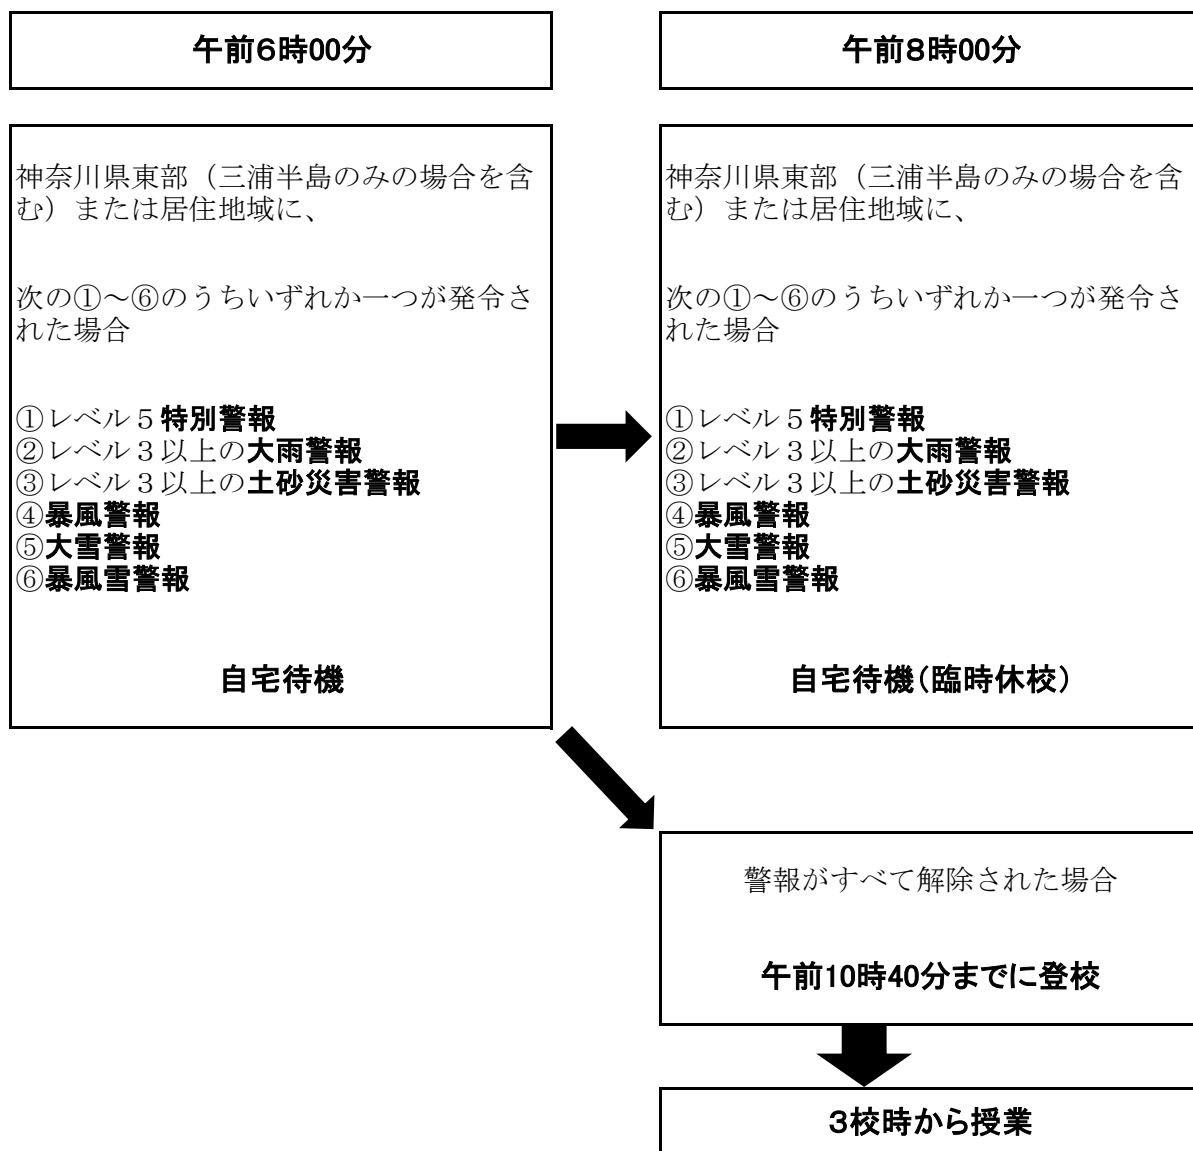 午前６時00分
神奈川県東部（三浦半島のみの場合を含
む）または居住地域に、
次の①～⑥のうちいずれか一つが発令さ
れた場合
①レベル５特別警報
②レベル３以上の大雨警報
③レベル３以上の土砂災害警報
④暴風警報
⑤大雪警報
⑥暴風雪警報
自宅待機
午前８時00分
神奈川県東部（三浦半島のみの場合を含
む）または居住地域に、
次の①～⑥のうちいずれか一つが発令さ
れた場合
①レベル５特別警報
②レベル３以上の大雨警報
③レベル３以上の土砂災害警報
④暴風警報
⑤大雪警報
⑥暴風雪警報
自宅待機（臨時休校）
警報がすべて解除された場合
午前10時40分までに登校
３校時から授業